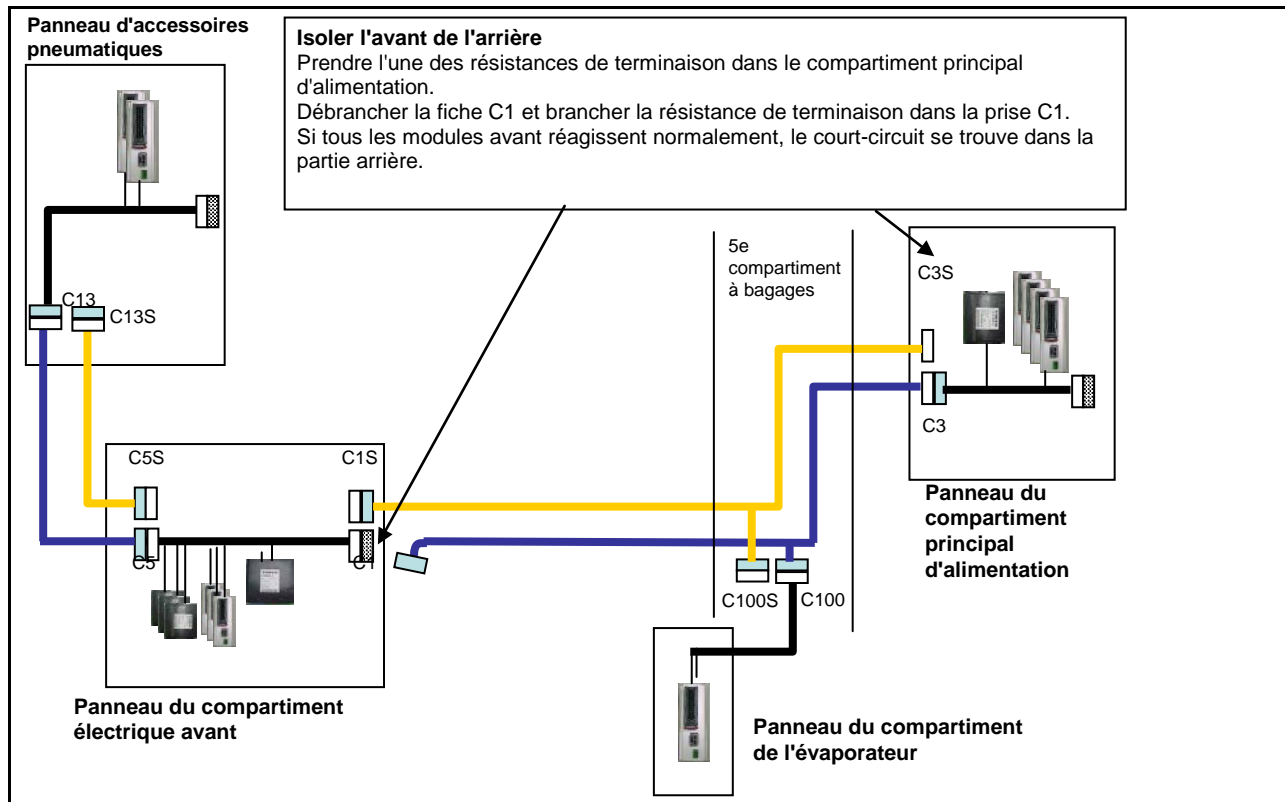 Panneau d'accessoires
pneumatiques
Isoler l'avant de l'arrière
Prendre l'une des résistances de terminaison dans le compartiment principal
d'alimentation.
Débrancher la fiche C1 et brancher la résistance de terminaison dans la prise C1.
Si tous les modules avant réagissent normalement, le court-circuit se trouve dans la
partie arrière.
C13
C13S
5e
compartiment
à bagages
C3S
C3
C5S
C1S
C5
C1
C100S
C100
Panneau du
compartiment
principal
d'alimentation
Panneau du compartiment
électrique avant
Panneau du compartiment
de l'évaporateur